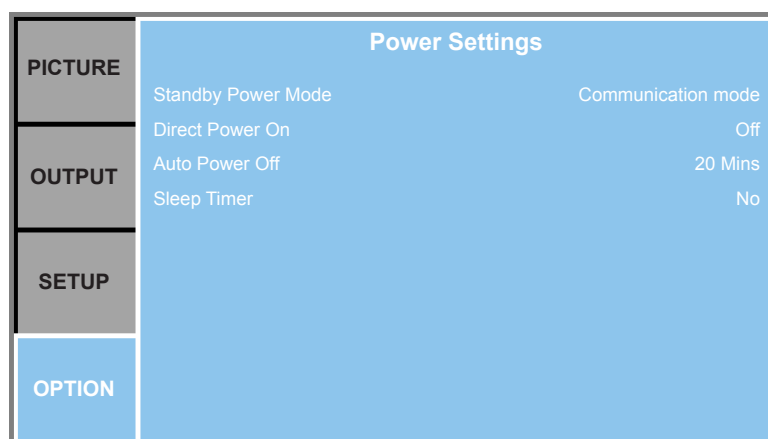 PICTURE
OUTPUT
SETUP
OPTION
Power Settings
Standby Power Mode Communication mode
Direct Power On Off
Auto Power Off 20 Mins
Sleep Timer No